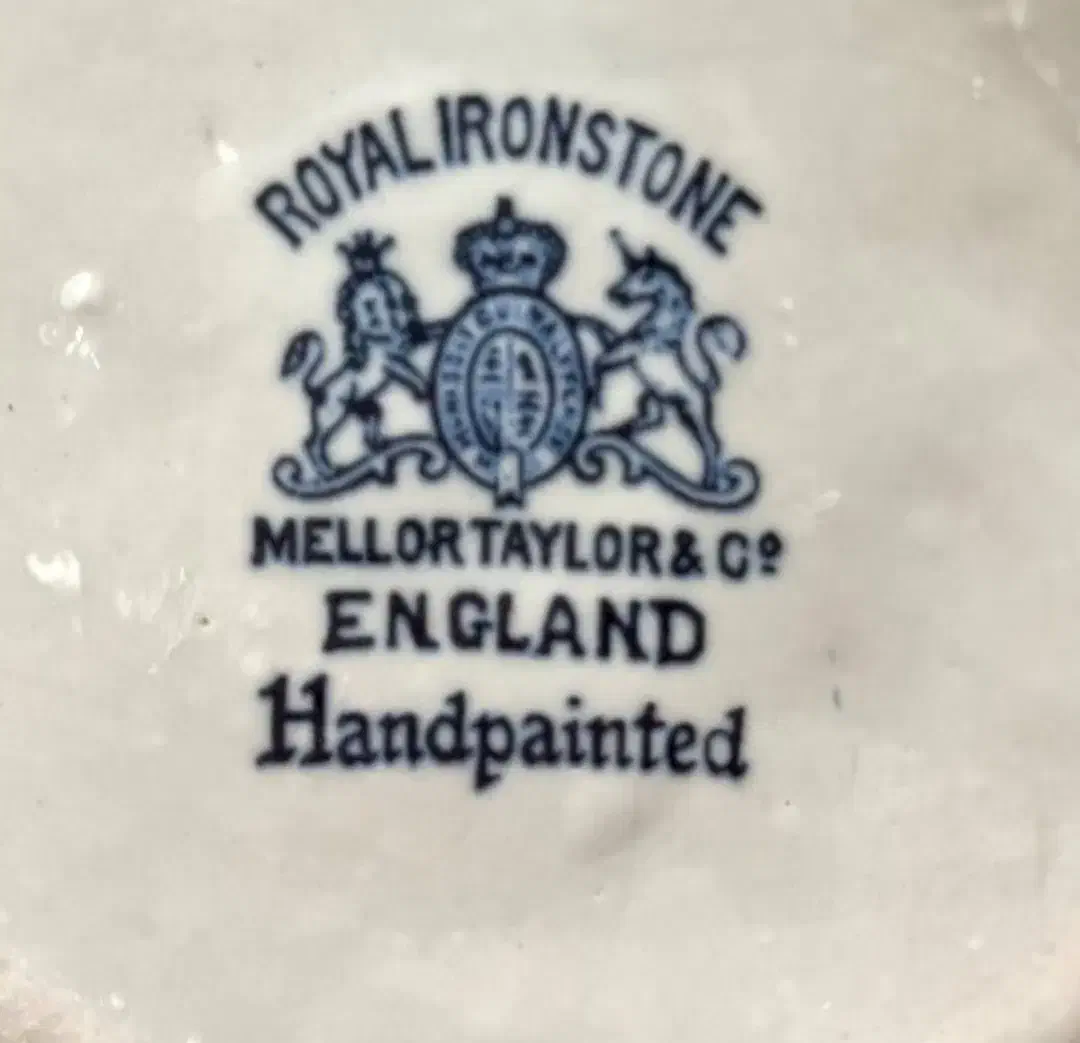 ROYAL IRONSTONE
MELLOR TAYLOR & Cº
ENGLAND
Handpainted